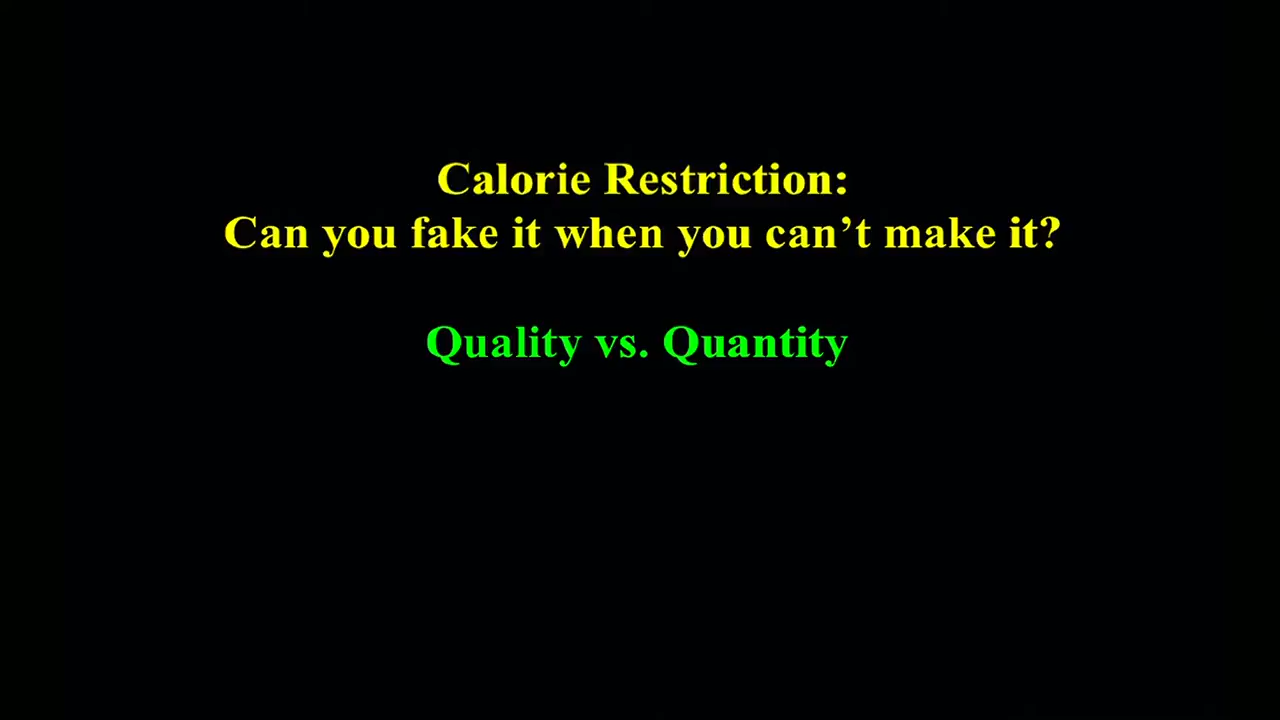 Calorie Restriction:
Can you fake it when you can’t make it?
Quality vs. Quantity